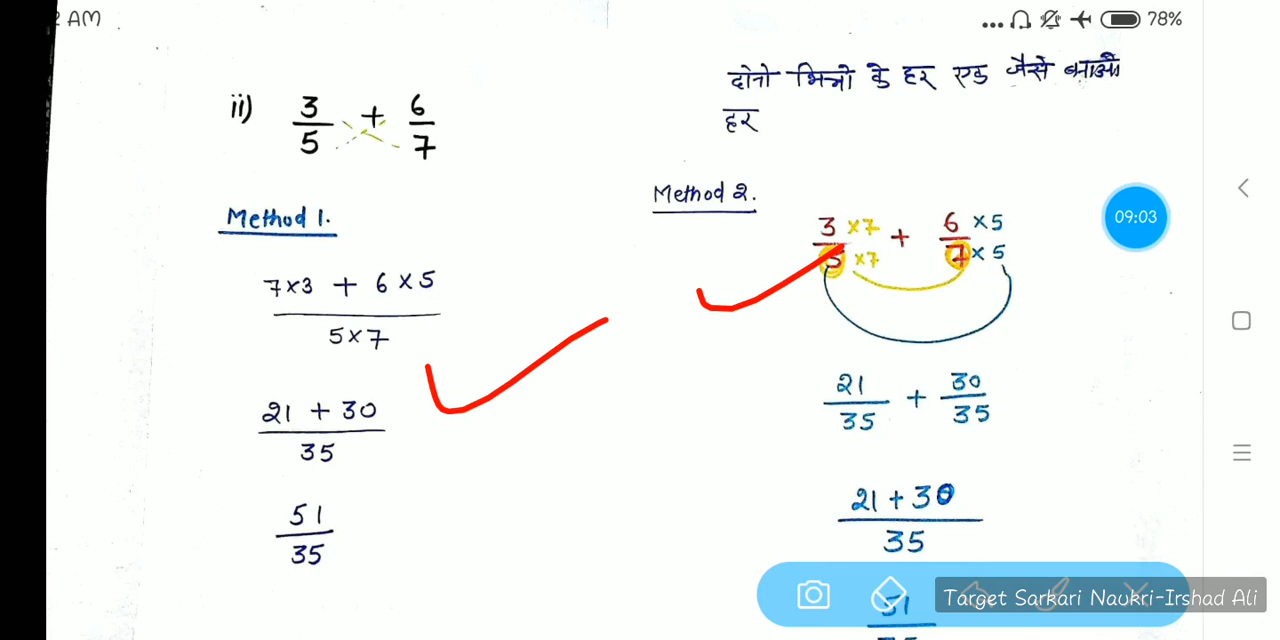 2 AM
78%
दोनो भिन्नो के हर एक जैसे बनाओ
हर
ii) 3/5 + 6/7
Method 1.
7×3 + 6×5
5×7
21 + 30
35
51
35
Method 2.
3 ×7 + 6 ×5
5 ×7 7 × 5
21/35 + 30/35
21 + 30
35
51
09:03
Target Sarkari Naukri-Irshad Ali